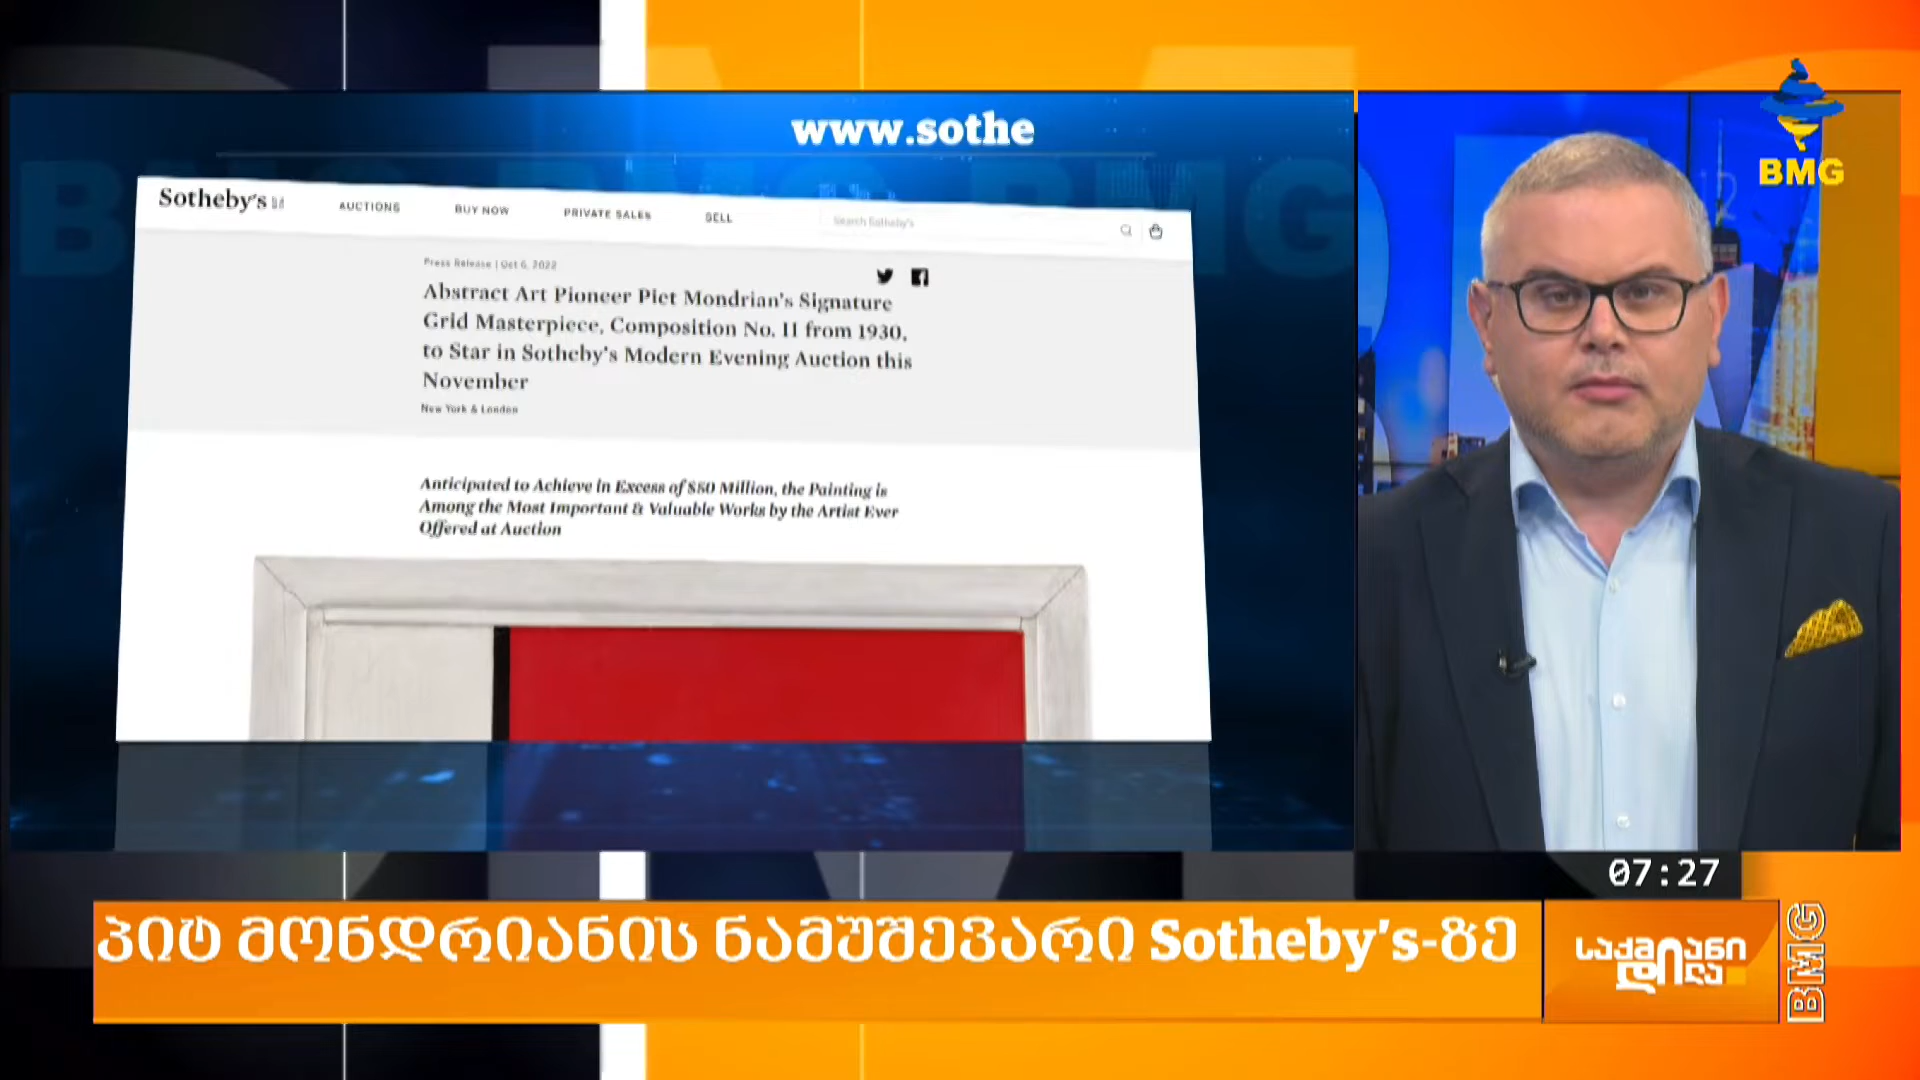 www.sothe
BMG
Sotheby's
AUCTIONS
BUY NOW
PRIVATE SALES
SELL
Search Sotheby's
Press Release | Oct 6, 2022
Abstract Art Pioneer Piet Mondrian's Signature
Grid Masterpiece, Composition No. II from 1930,
to Star in Sotheby's Modern Evening Auction this
November
New York & London
Anticipated to Achieve in Excess of $50 Million, the Painting is
Among the Most Important & Valuable Works by the Artist Ever
Offered at Auction
07:27
პიტ მონდრიანის ნამუშევარი Sotheby's-ზე
საქმიანი
დილა
BMG